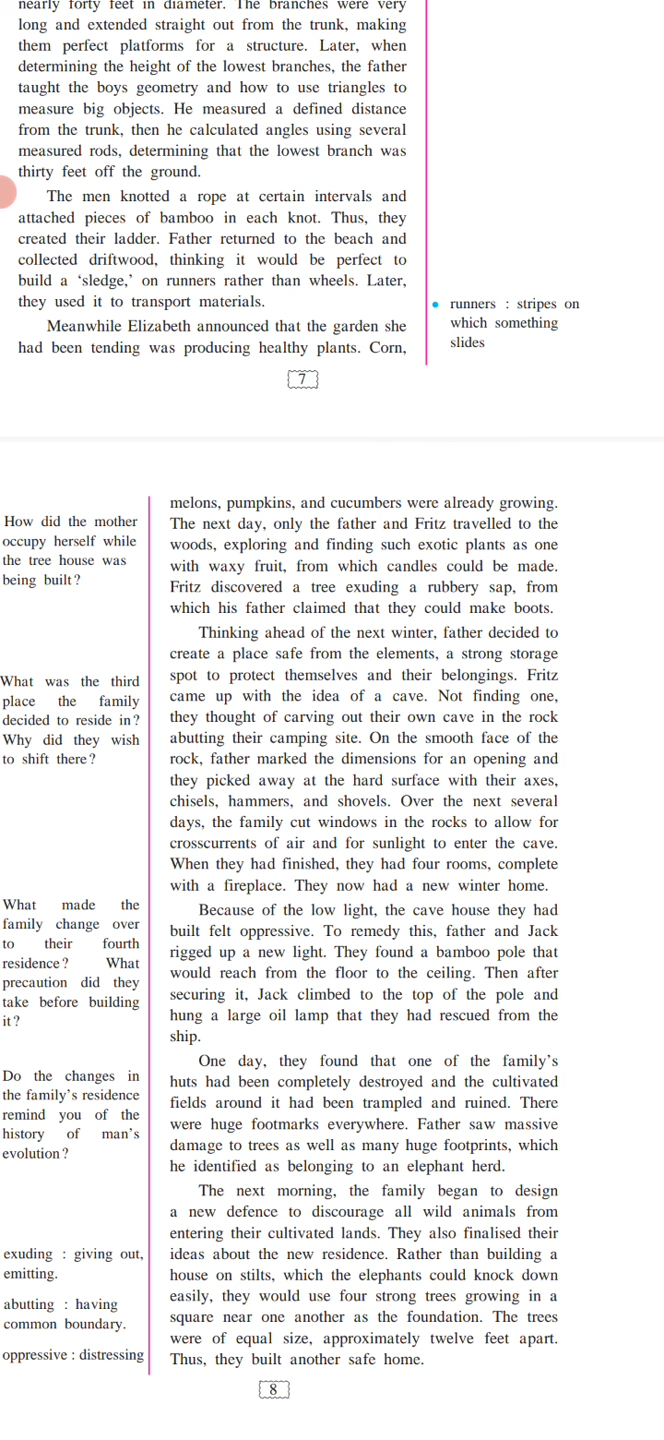 nearly forty feet in diameter. The branches were very
long and extended straight out from the trunk, making
them perfect platforms for a structure. Later, when
determining the height of the lowest branches, the father
taught the boys geometry and how to use triangles to
measure big objects. He measured a defined distance
from the trunk, then he calculated angles using several
measured rods, determining that the lowest branch was
thirty feet off the ground.
The men knotted a rope at certain intervals and
attached pieces of bamboo in each knot. Thus, they
created their ladder. Father returned to the beach and
collected driftwood, thinking it would be perfect to
build a ‘sledge,’ on runners rather than wheels. Later,
they used it to transport materials.
Meanwhile Elizabeth announced that the garden she
had been tending was producing healthy plants. Corn,
• runners : stripes on
which something
slides
7
How did the mother
occupy herself while
the tree house was
being built?
What was the third
place the family
decided to reside in?
Why did they wish
to shift there?
What made the
family change over
to their fourth
residence? What
precaution did they
take before building
it?
Do the changes in
the family’s residence
remind you of the
history of man’s
evolution?
exuding : giving out,
emitting.
abutting : having
common boundary.
oppressive : distressing
melons, pumpkins, and cucumbers were already growing.
The next day, only the father and Fritz travelled to the
woods, exploring and finding such exotic plants as one
with waxy fruit, from which candles could be made.
Fritz discovered a tree exuding a rubbery sap, from
which his father claimed that they could make boots.
Thinking ahead of the next winter, father decided to
create a place safe from the elements, a strong storage
spot to protect themselves and their belongings. Fritz
came up with the idea of a cave. Not finding one,
they thought of carving out their own cave in the rock
abutting their camping site. On the smooth face of the
rock, father marked the dimensions for an opening and
they picked away at the hard surface with their axes,
chisels, hammers, and shovels. Over the next several
days, the family cut windows in the rocks to allow for
crosscurrents of air and for sunlight to enter the cave.
When they had finished, they had four rooms, complete
with a fireplace. They now had a new winter home.
Because of the low light, the cave house they had
built felt oppressive. To remedy this, father and Jack
rigged up a new light. They found a bamboo pole that
would reach from the floor to the ceiling. Then after
securing it, Jack climbed to the top of the pole and
hung a large oil lamp that they had rescued from the
ship.
One day, they found that one of the family’s
huts had been completely destroyed and the cultivated
fields around it had been trampled and ruined. There
were huge footmarks everywhere. Father saw massive
damage to trees as well as many huge footprints, which
he identified as belonging to an elephant herd.
The next morning, the family began to design
a new defence to discourage all wild animals from
entering their cultivated lands. They also finalised their
ideas about the new residence. Rather than building a
house on stilts, which the elephants could knock down
easily, they would use four strong trees growing in a
square near one another as the foundation. The trees
were of equal size, approximately twelve feet apart.
Thus, they built another safe home.
8